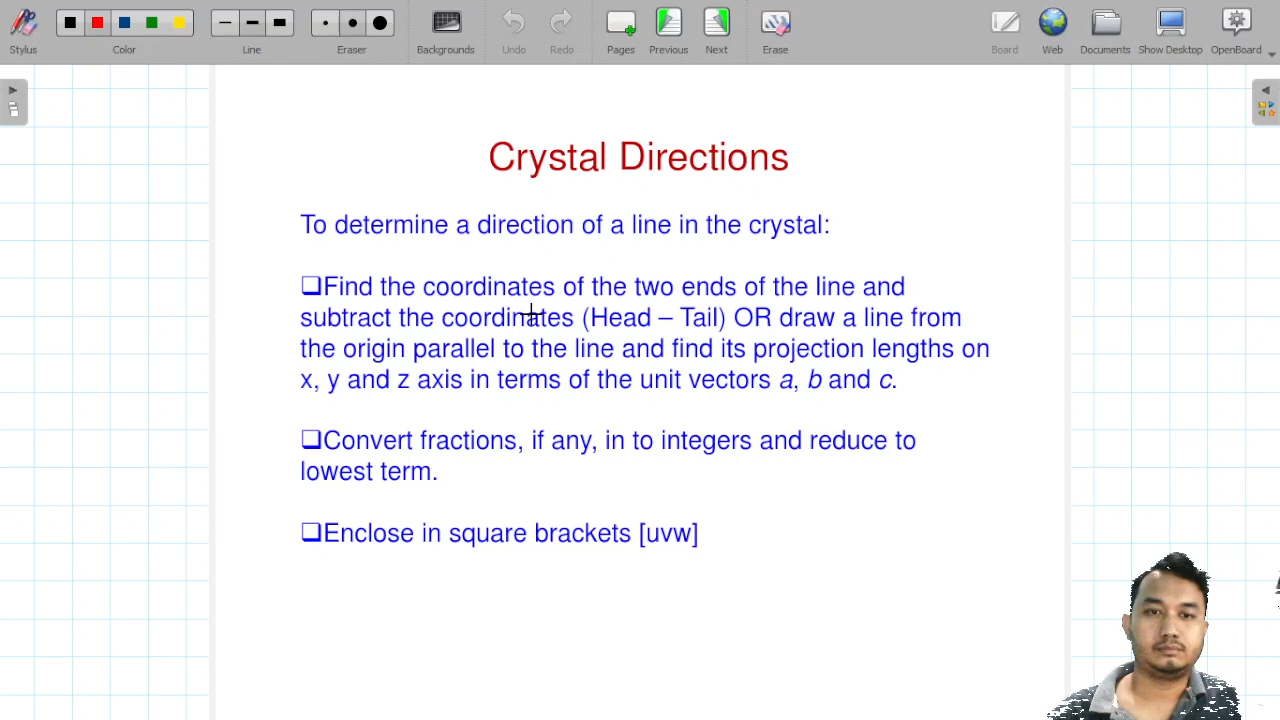 Stylus
Color
Line
Eraser
Backgrounds
Undo
Redo
Pages
Previous
Next
Erase
Board
Web
Documents
Show Desktop
OpenBoard
Crystal Directions
To determine a direction of a line in the crystal:
❑Find the coordinates of the two ends of the line and
subtract the coordinates (Head – Tail) OR draw a line from
the origin parallel to the line and find its projection lengths on
x, y and z axis in terms of the unit vectors a, b and c.
❑Convert fractions, if any, in to integers and reduce to
lowest term.
❑Enclose in square brackets [uvw]